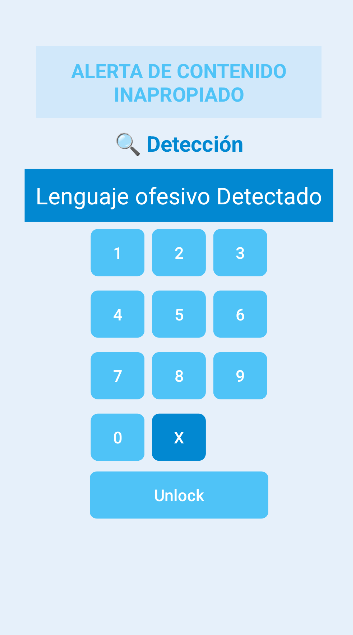 ALERTA DE CONTENIDO
INAPROPIADO
🔍 Detección
Lenguaje ofesivo Detectado
1 2 3
4 5 6
7 8 9
0 X
Unlock